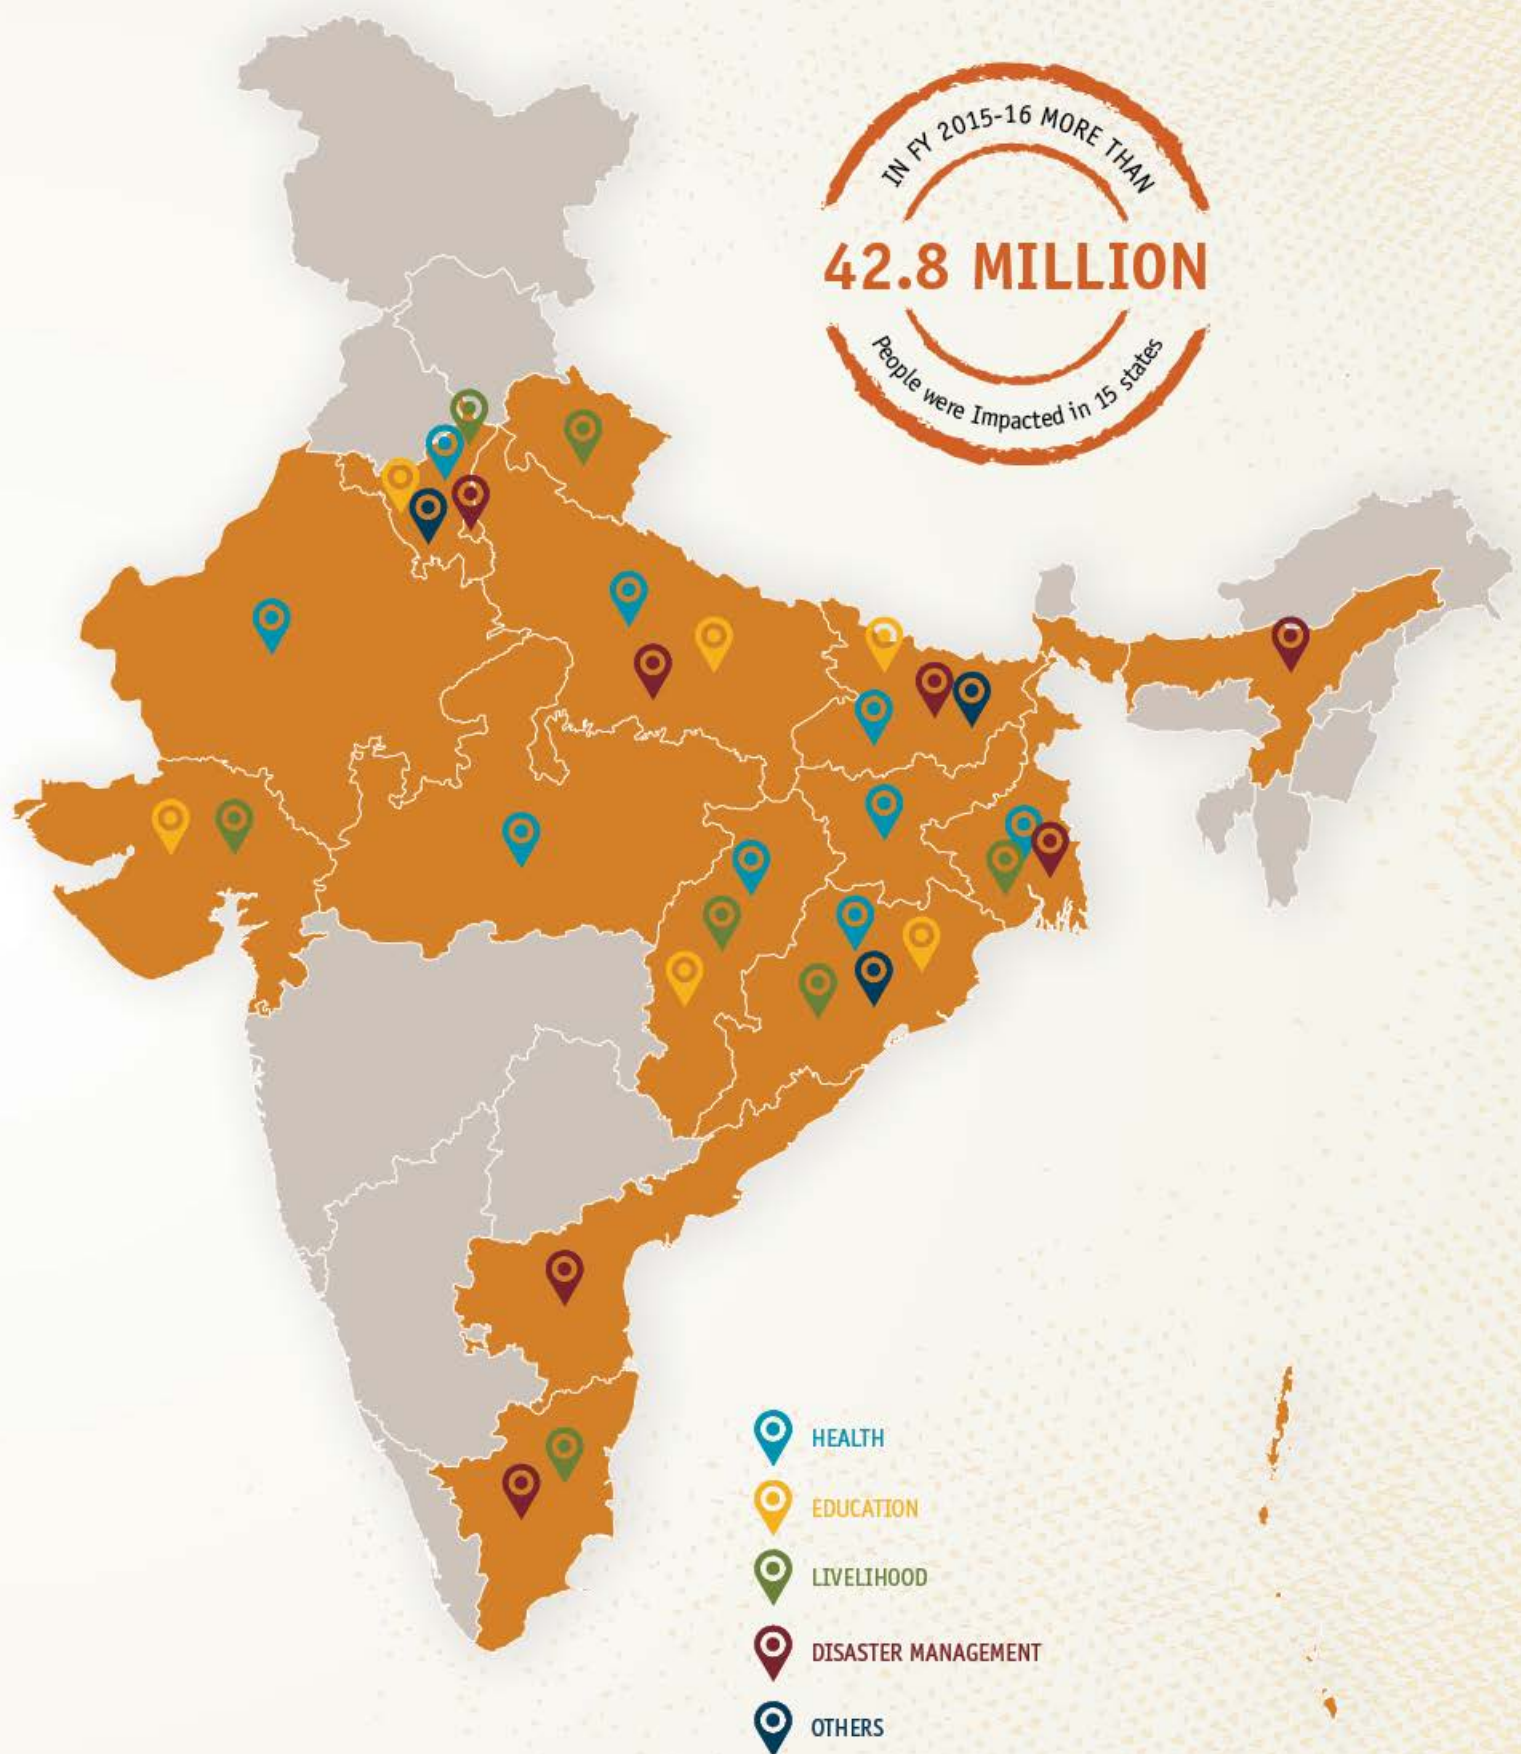 IN FY 2015-16 MORE THAN
42.8 MILLION
People were Impacted in 15 states
HEALTH
EDUCATION
LIVELIHOOD
DISASTER MANAGEMENT
OTHERS